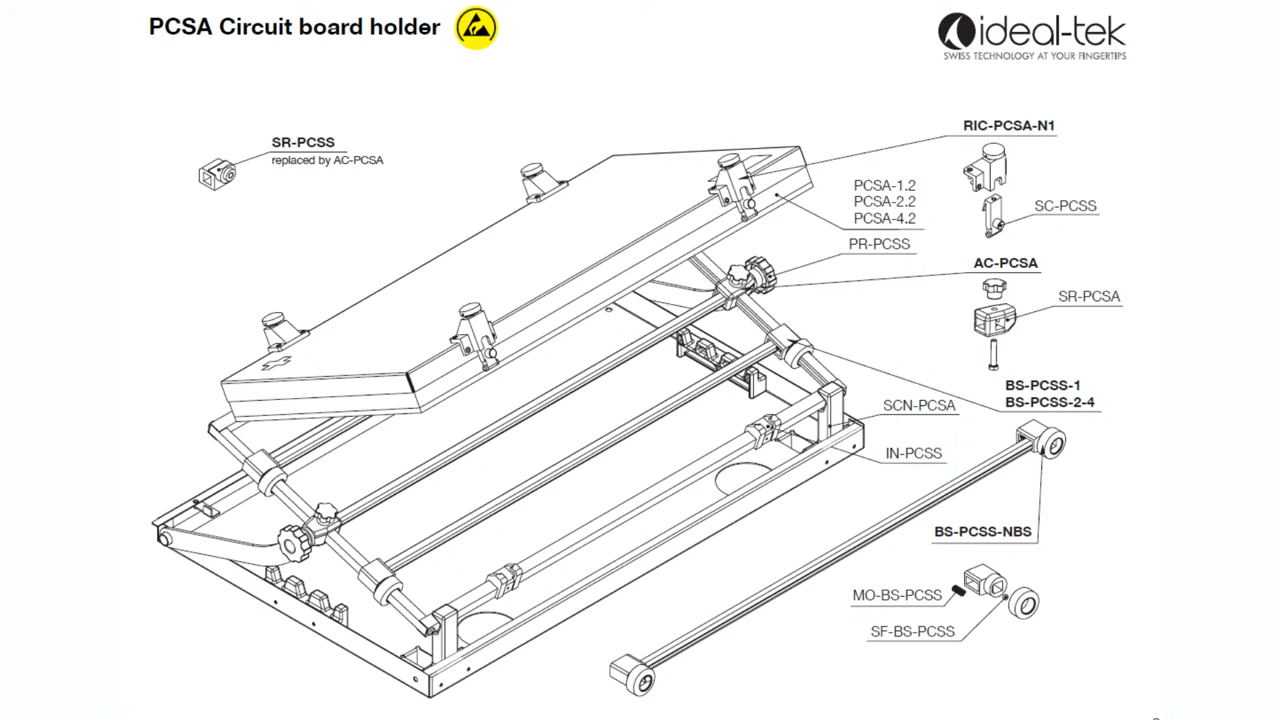 PCSA Circuit board holder
ideal-tek
SWISS TECHNOLOGY AT YOUR FINGERTIPS
SR-PCSS
replaced by AC-PCSA
RIC-PCSA-N1
PCSA-1.2
PCSA-2.2
PCSA-4.2
SC-PCSS
PR-PCSS
AC-PCSA
SR-PCSA
BS-PCSS-1
BS-PCSS-2-4
SCN-PCSA
IN-PCSS
BS-PCSS-NBS
MO-BS-PCSS
SF-BS-PCSS